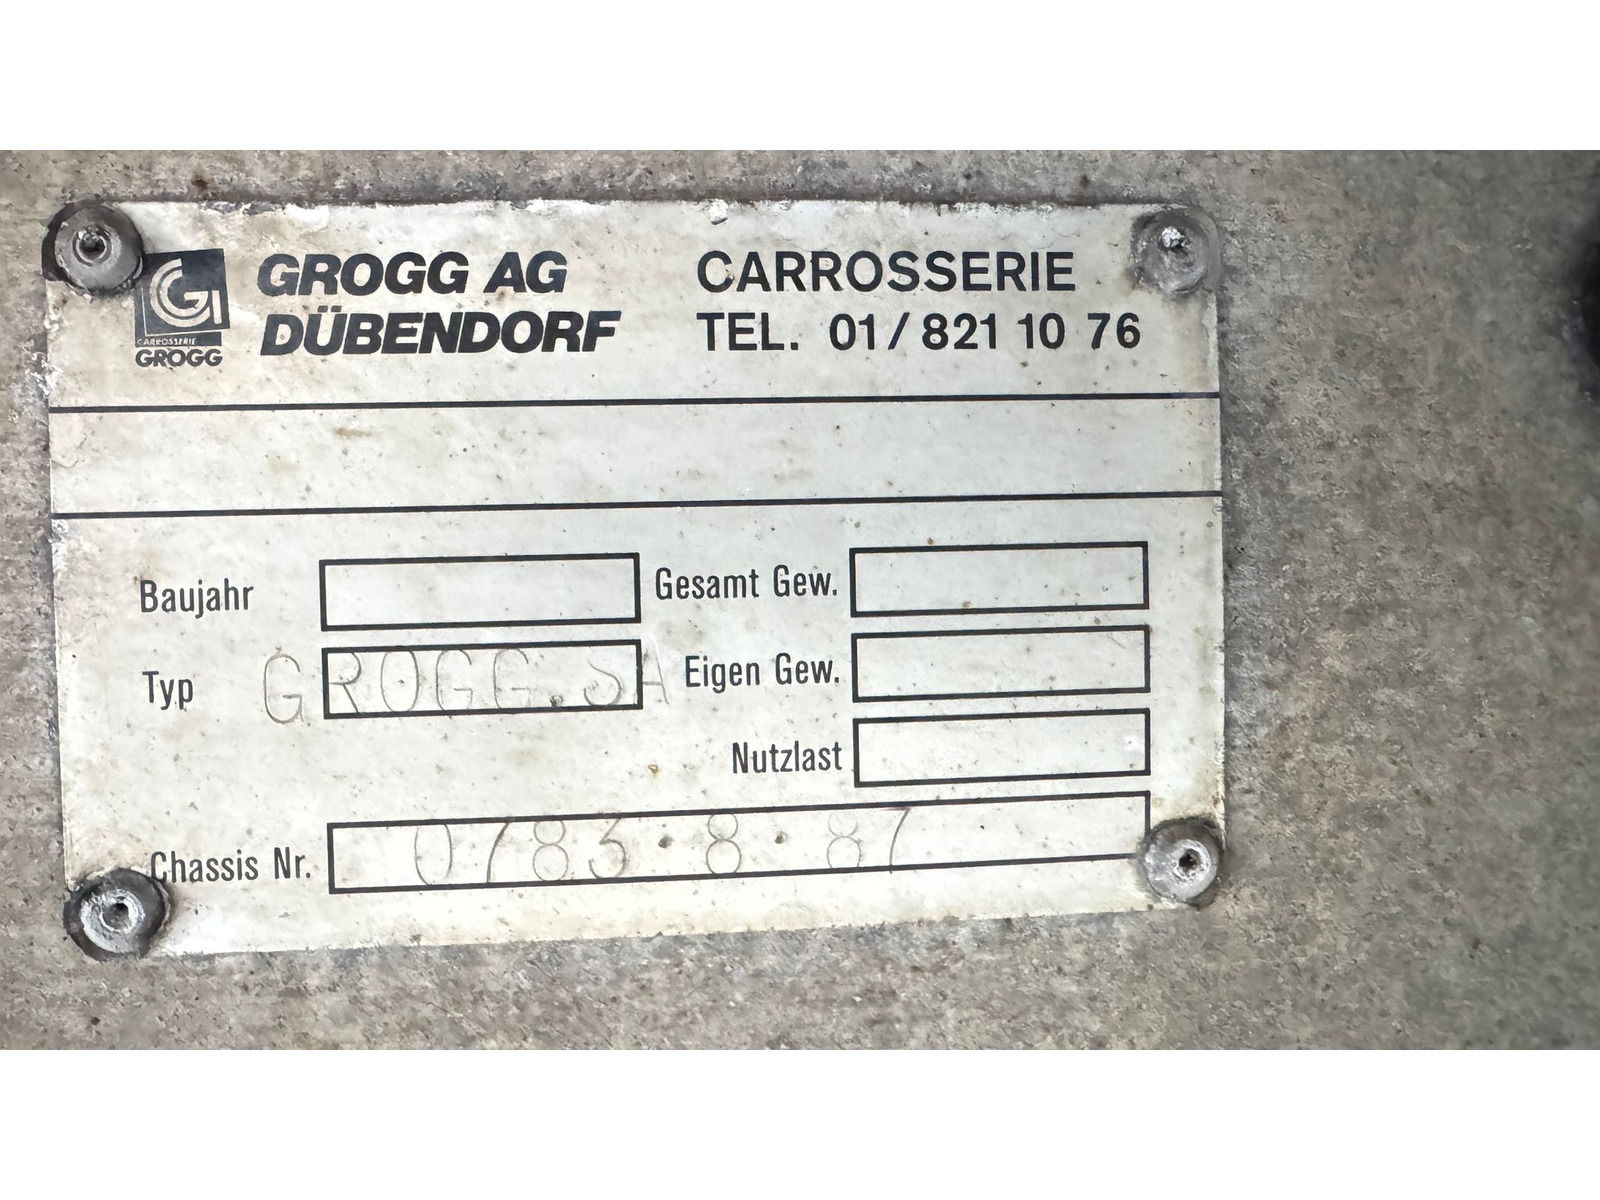 GROGG AG CARROSSERIE
DÜBENDORF TEL. 01/821 10 76
CARROSSERIE
GROGG
Baujahr Gesamt Gew.
Typ GROGG.SA Eigen Gew.
Nutzlast
Chassis Nr. 0783·8·87